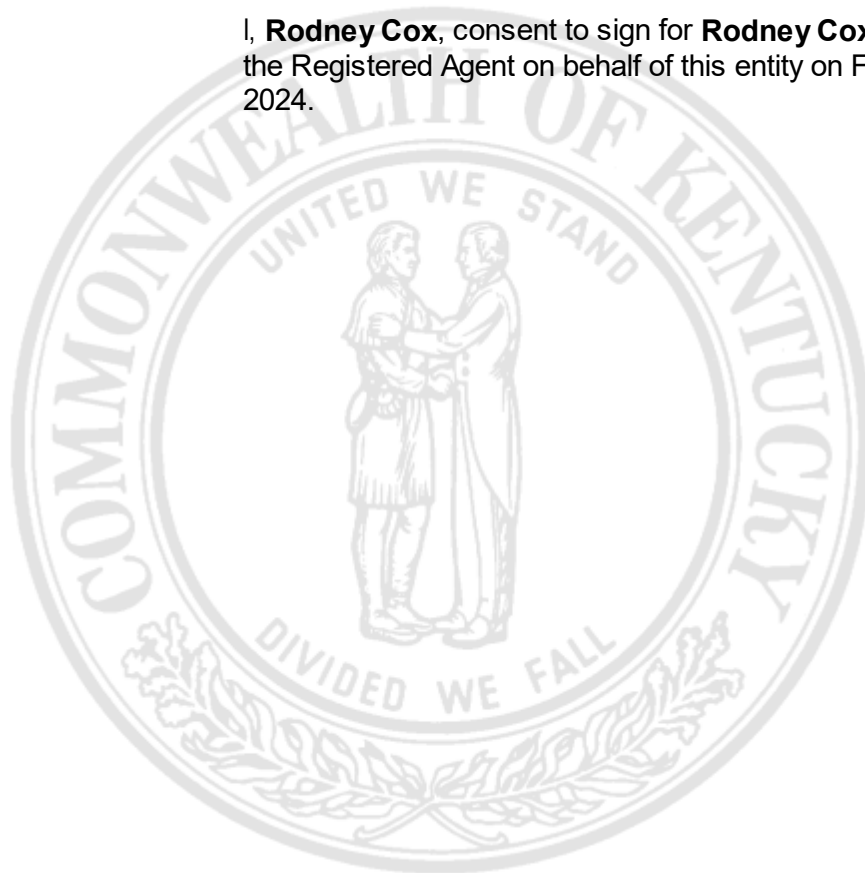 I, Rodney Cox, consent to sign for Rodney Cox
the Registered Agent on behalf of this entity on F
2024.
COMMONWEALTH OF KENTUCKY
UNITED WE STAND
DIVIDED WE FALL